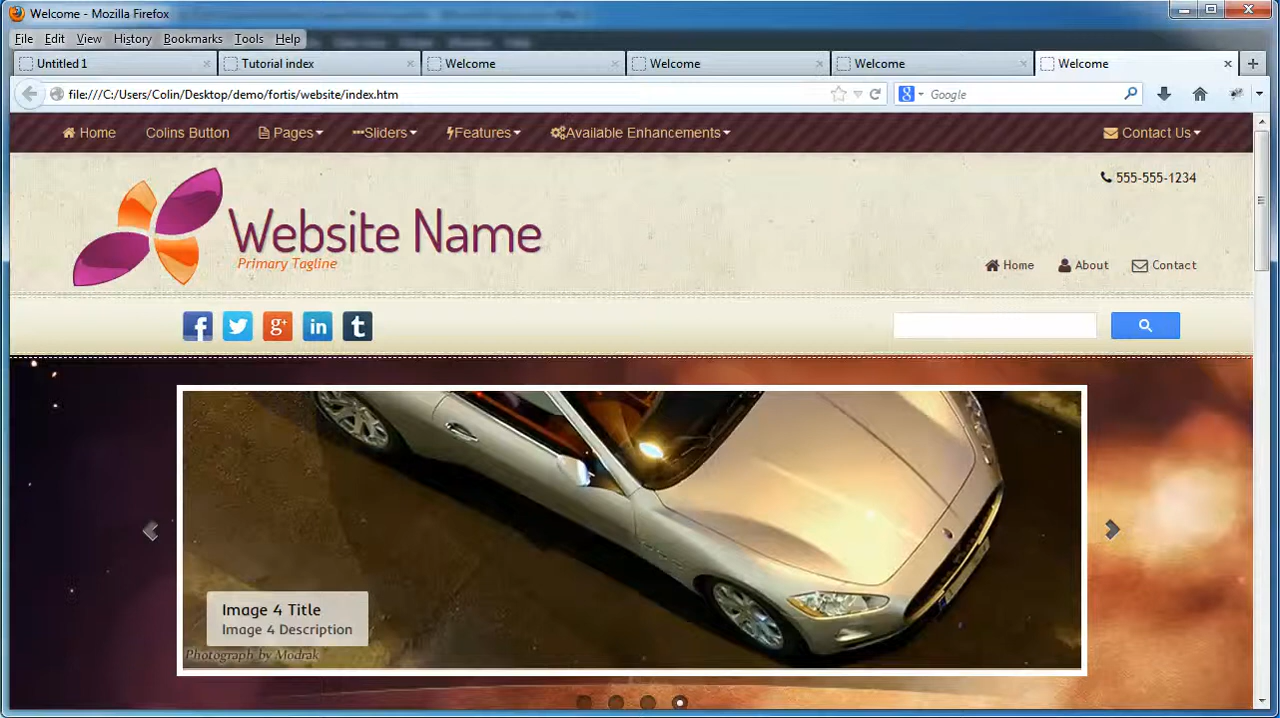 Welcome - Mozilla Firefox
File Edit View History Bookmarks Tools Help
Untitled 1 Tutorial index Welcome Welcome Welcome Welcome
file:///C:/Users/Colin/Desktop/demo/fortis/website/index.htm Google
Home Colins Button Pages Sliders Features Available Enhancements Contact Us
555-555-1234
Website Name
Primary Tagline
Home About Contact
Image 4 Title
Image 4 Description
Photograph by Modrak